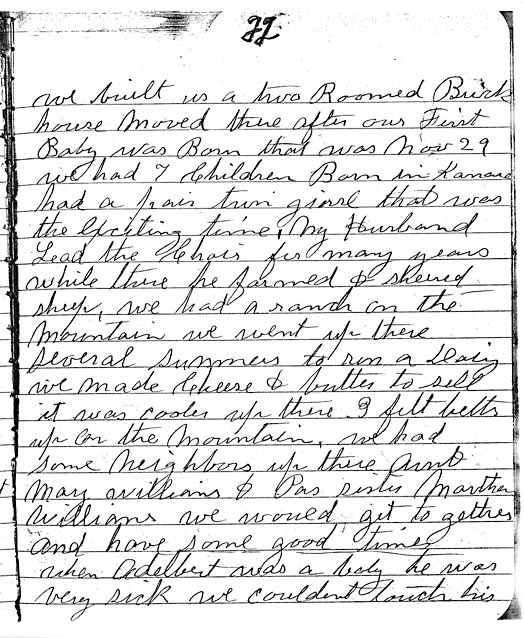 22
we built us a two Roomed Brick
house Moved there after our First
Baby was Born that was Nov 29
we had 7 Children Born in Kanara
had a pair twin girel that was
the Exciting time, My Husband
Lead the Choir for many years
while there he farmed & sheered
sheep, we had a ranch on the
Mountain we went up there
several summers to run a Dairy
we made Cheese & butter to sell
it was cooler up there I felt better
up on the Mountain, we had
some neighbors up there Aunt
May williams & Pas sister Martha
williams we would get to gether
and have some good times
when Adelbert was a baby he was
very sick we couldent touch his